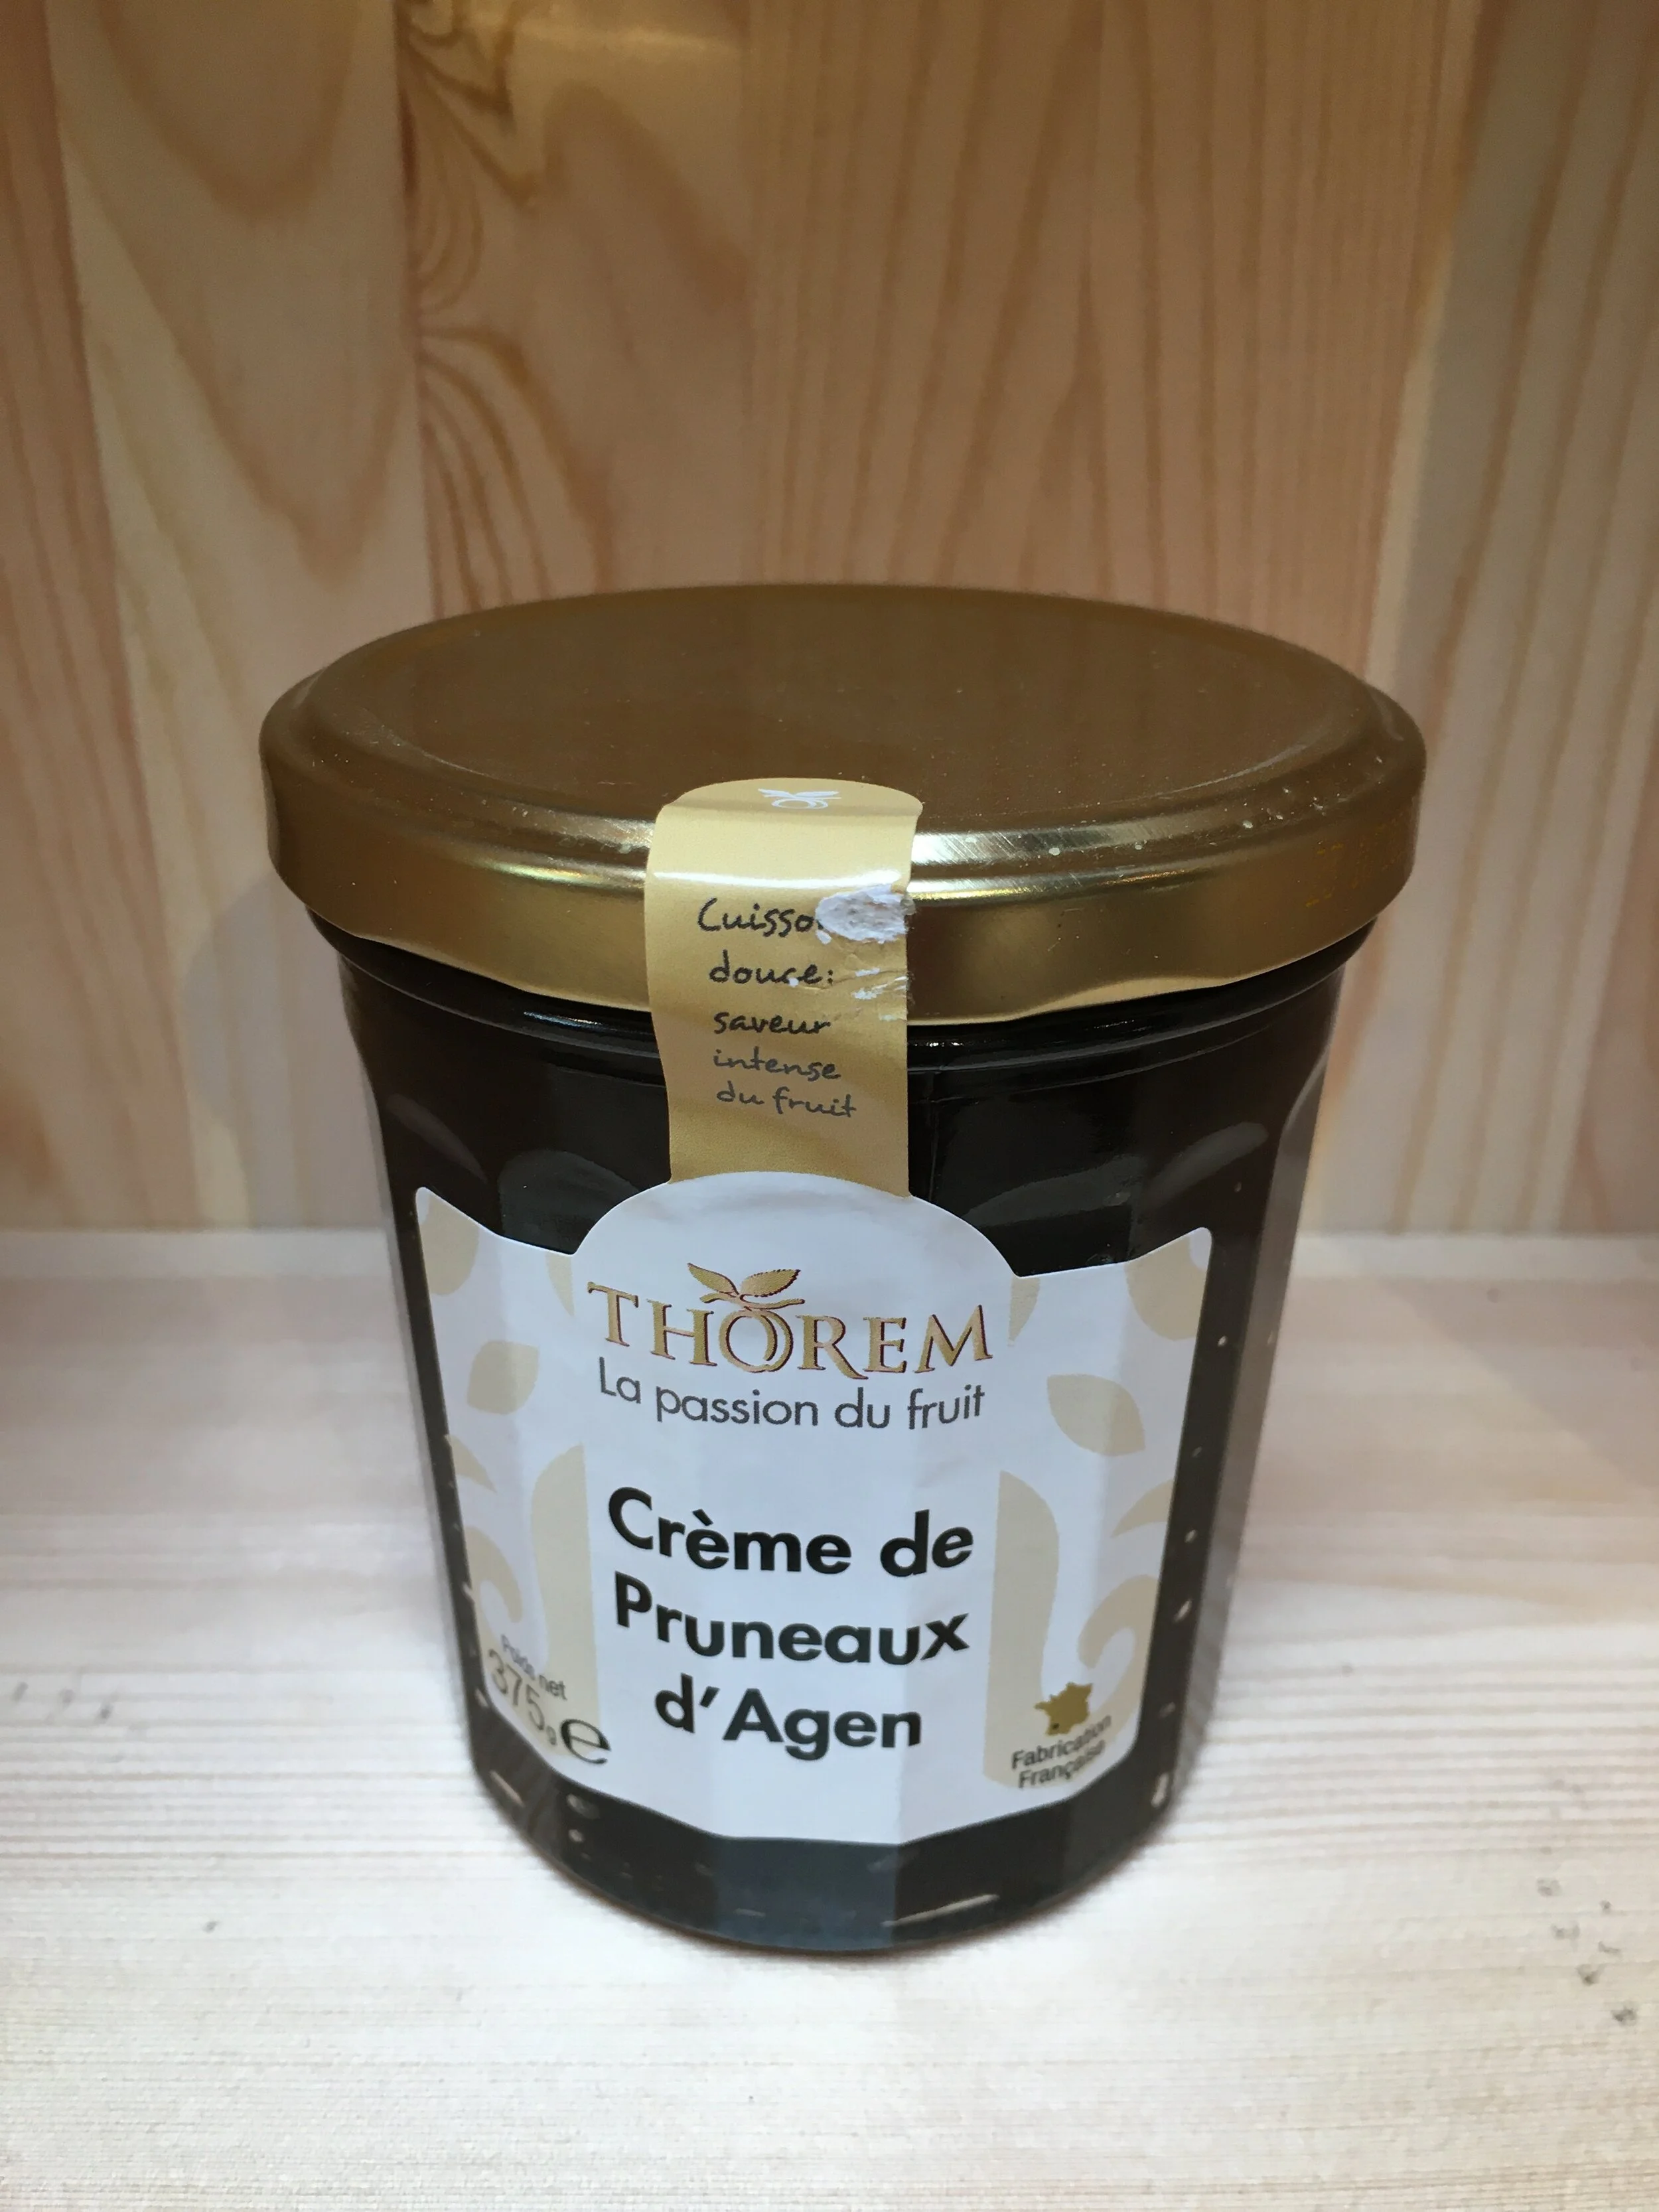 Cuisso
douce:
saveur
intense
du fruit
THOREM
La passion du fruit
Crème de
Pruneaux
d'Agen
Poids net
375g e
Fabrication
Française